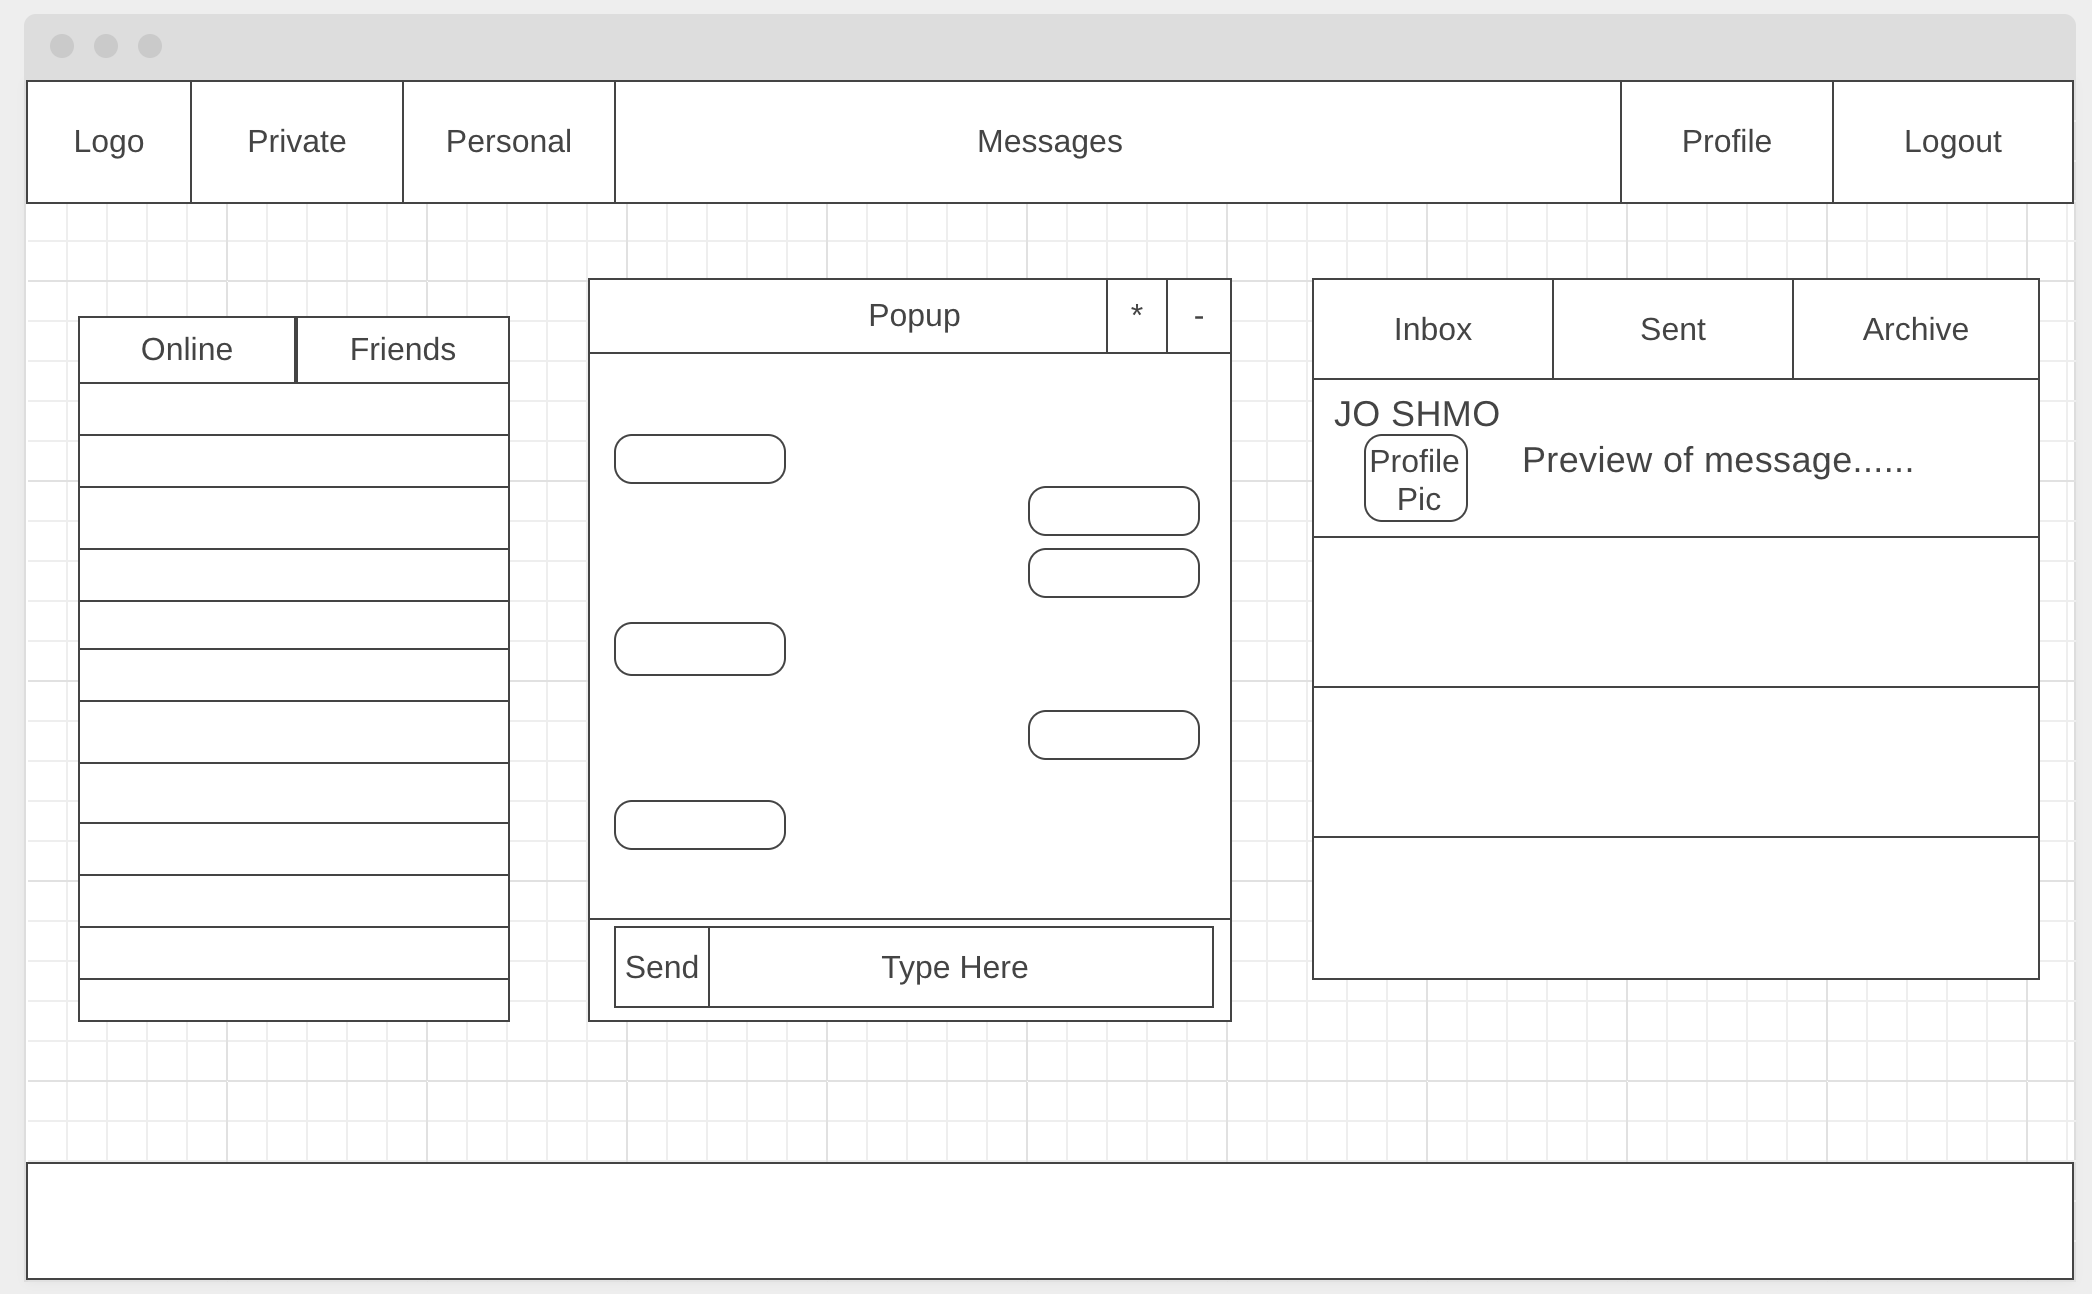 Logo
Private
Personal
Messages
Profile
Logout
Online
Friends
Popup
*
-
Send
Type Here
Inbox
Sent
Archive
JO SHMO
Profile
Pic
Preview of message......